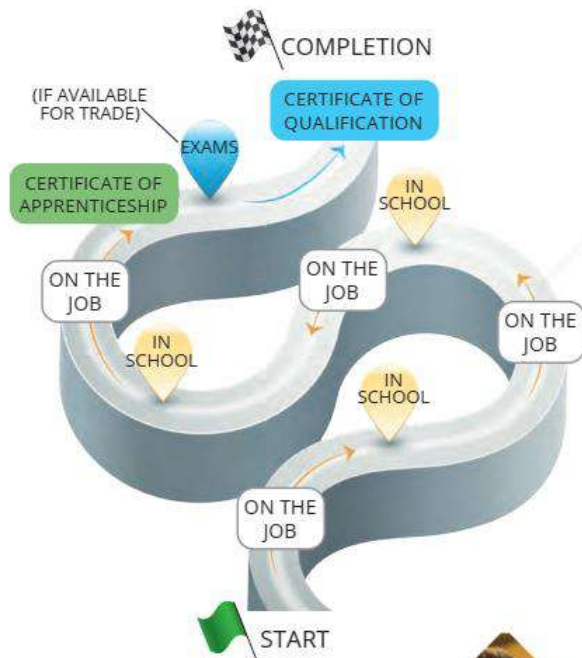 COMPLETION
(IF AVAILABLE
FOR TRADE)
CERTIFICATE OF
QUALIFICATION
EXAMS
CERTIFICATE OF
APPRENTICESHIP
IN
SCHOOL
ON THE
JOB
ON THE
JOB
ON THE
JOB
IN
SCHOOL
IN
SCHOOL
ON THE
JOB
START